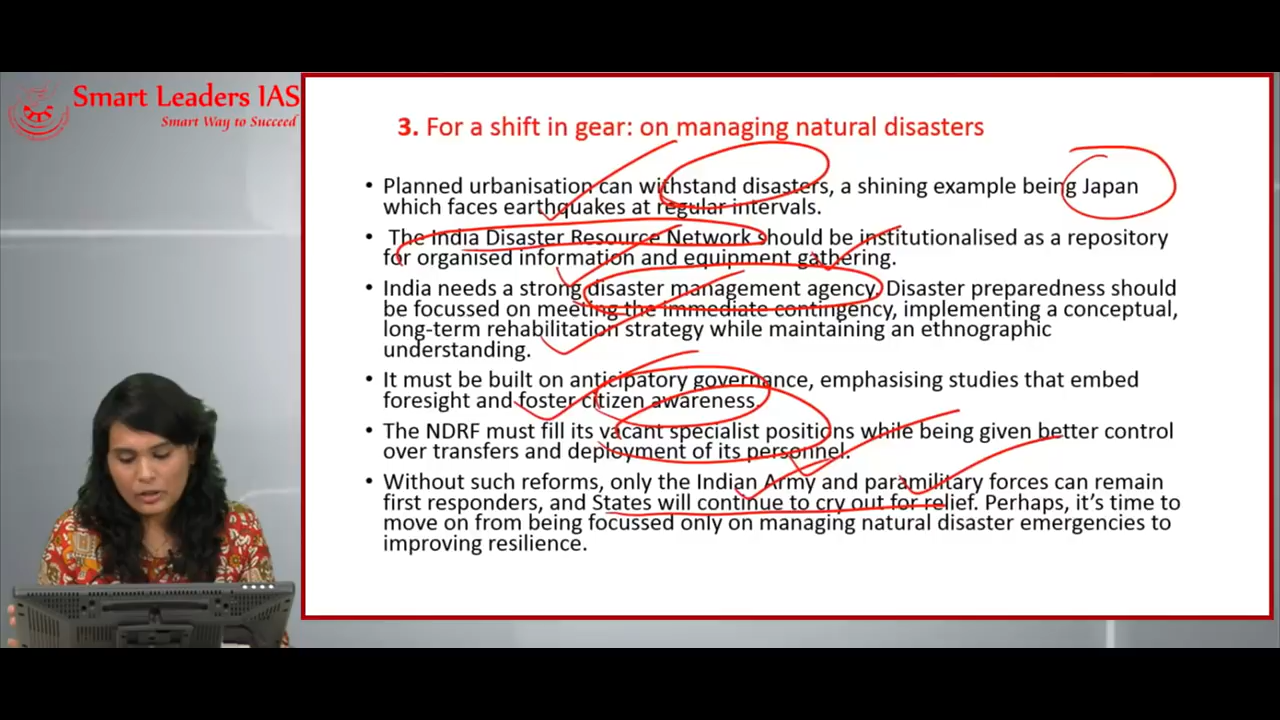 Smart Leaders IAS
Smart Way to Succeed
3. For a shift in gear: on managing natural disasters
• Planned urbanisation can withstand disasters, a shining example being Japan
which faces earthquakes at regular intervals.
• The India Disaster Resource Network should be institutionalised as a repository
for organised information and equipment gathering.
• India needs a strong disaster management agency. Disaster preparedness should
be focussed on meeting the immediate contingency, implementing a conceptual,
long-term rehabilitation strategy while maintaining an ethnographic
understanding.
• It must be built on anticipatory governance, emphasising studies that embed
foresight and foster citizen awareness.
• The NDRF must fill its vacant specialist positions while being given better control
over transfers and deployment of its personnel.
• Without such reforms, only the Indian Army and paramilitary forces can remain
first responders, and States will continue to cry out for relief. Perhaps, it’s time to
move on from being focussed only on managing natural disaster emergencies to
improving resilience.